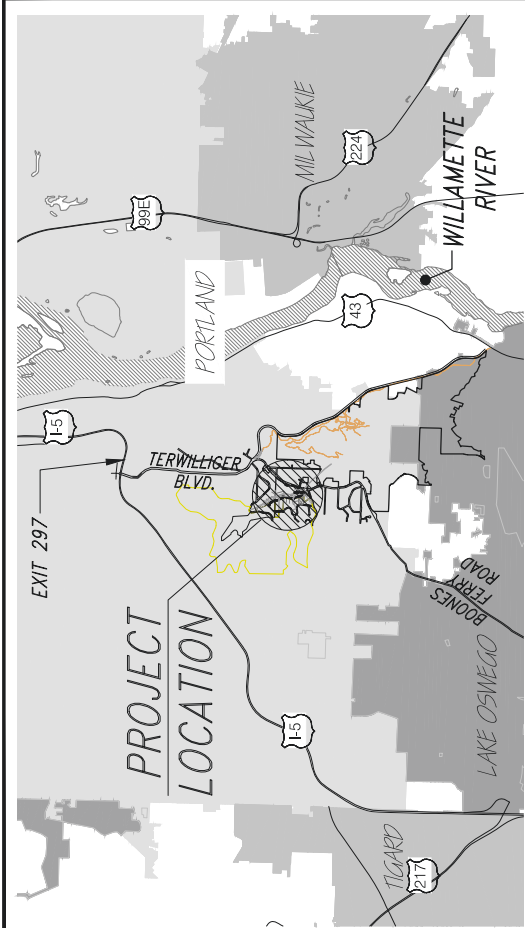 MILWAUKIE
224
99E
WILLAMETTE
RIVER
PORTLAND
43
I-5
EXIT 297
TERWILLIGER
BLVD.
PROJECT
LOCATION
BOONES
FERRY
ROAD
LAKE OSWEGO
I-5
TIGARD
217